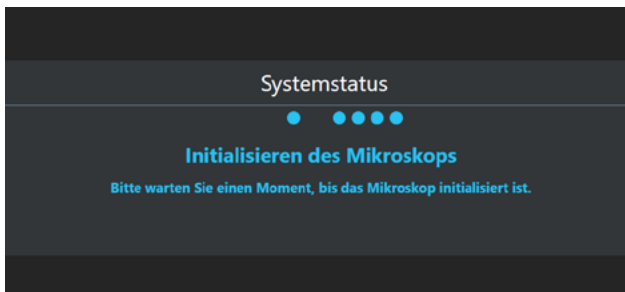 Systemstatus
Initialisieren des Mikroskops
Bitte warten Sie einen Moment, bis das Mikroskop initialisiert ist.